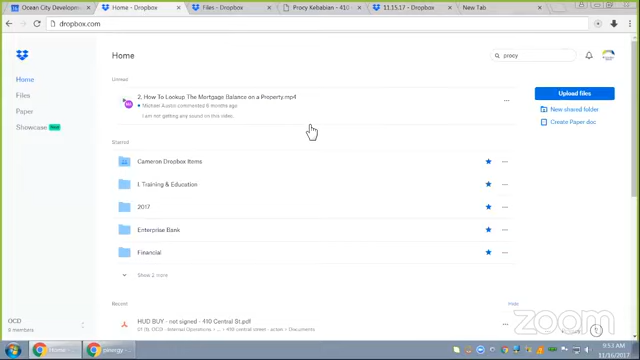 Ocean City Develop
Home - Dropbox
Files - Dropbox
Procy Kebabian - 410
11.15.17 - Dropbox
New Tab
dropbox.com
Home
procy
Home
Files
Paper
Showcase
Unread
2. How To Lookup The Mortgage Balance on a Property.mp4
Michael Austin commented 6 months ago
I am not getting any sound on this video.
Upload files
New shared folder
Create Paper doc
Starred
Cameron Dropbox Items
I. Training & Education
2017
Enterprise Bank
Financial
Show 2 more
Recent
Hide
HUD BUY - not signed - 410 Central St.pdf
OCD
8 members
zoom
Home -
9:53 AM
11/16/2017